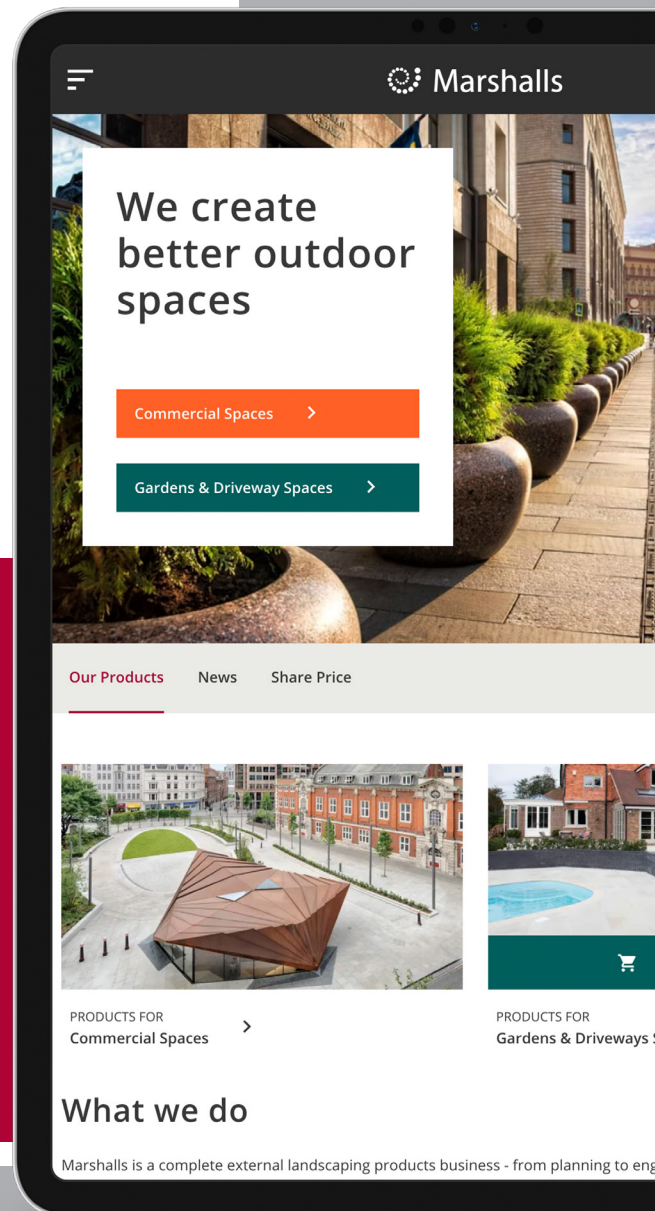 Marshalls
We create
better outdoor
spaces
Commercial Spaces
Gardens & Driveway Spaces
Our Products News Share Price
PRODUCTS FOR
Commercial Spaces
PRODUCTS FOR
Gardens & Driveways
What we do
Marshalls is a complete external landscaping products business - from planning to